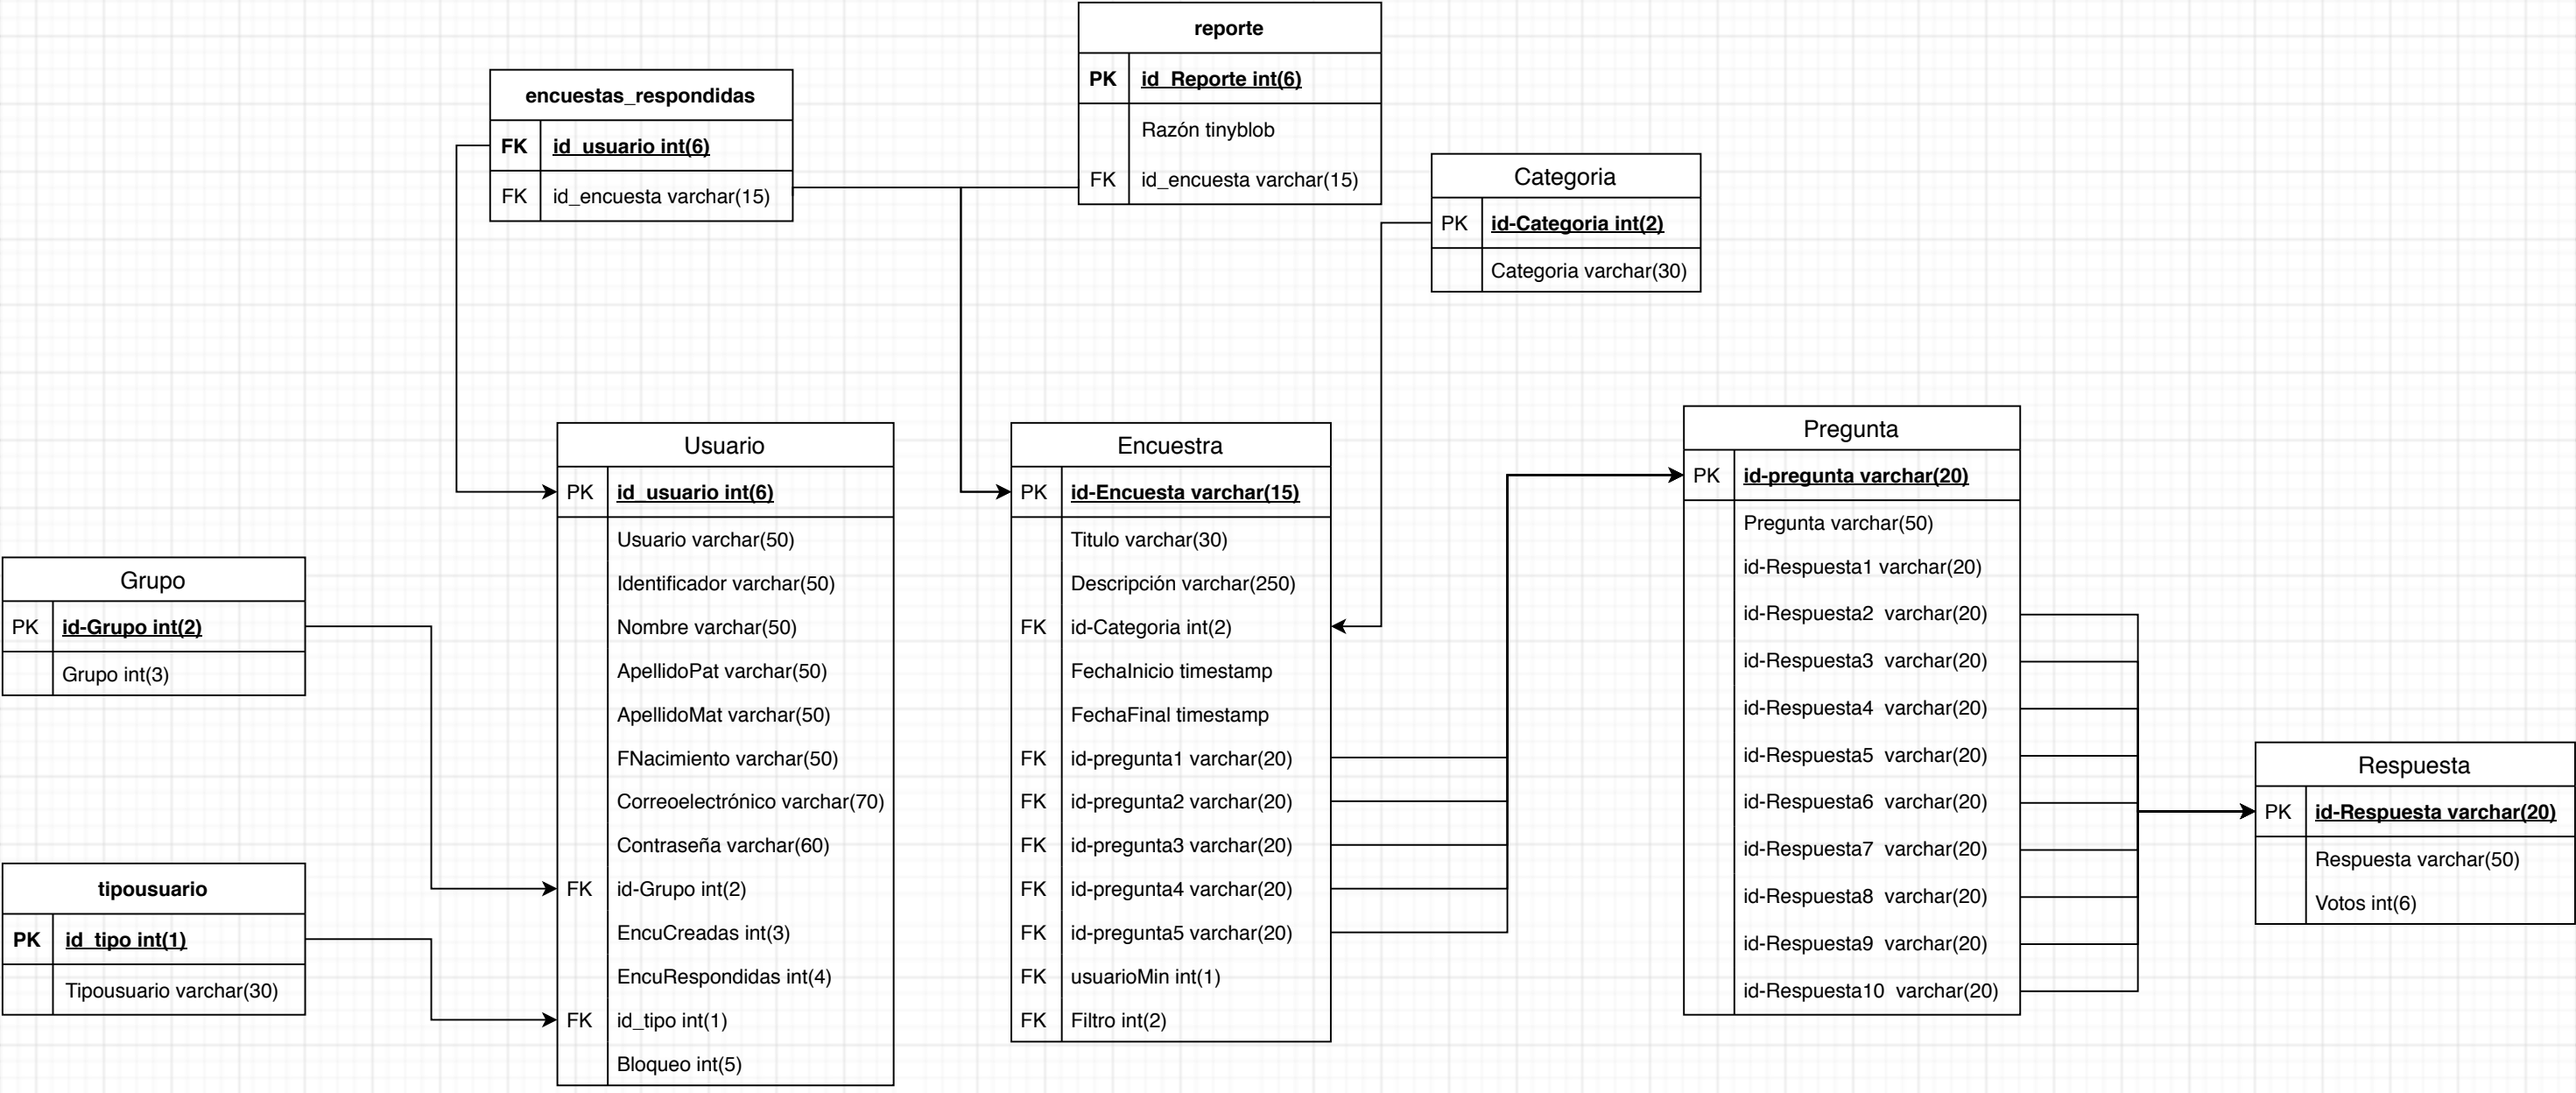 reporte
PK id_Reporte int(6)
Razón tinyblob
FK id_encuesta varchar(15)
encuestas_respondidas
FK id_usuario int(6)
FK id_encuesta varchar(15)
Categoria
PK id-Categoria int(2)
Categoria varchar(30)
Usuario
PK id_usuario int(6)
Usuario varchar(50)
Identificador varchar(50)
Nombre varchar(50)
ApellidoPat varchar(50)
ApellidoMat varchar(50)
FNacimiento varchar(50)
Correoelectrónico varchar(70)
Contraseña varchar(60)
FK id-Grupo int(2)
EncuCreadas int(3)
EncuRespondidas int(4)
FK id_tipo int(1)
Bloqueo int(5)
Encuestra
PK id-Encuesta varchar(15)
Titulo varchar(30)
Descripción varchar(250)
FK id-Categoria int(2)
FechaInicio timestamp
FechaFinal timestamp
FK id-pregunta1 varchar(20)
FK id-pregunta2 varchar(20)
FK id-pregunta3 varchar(20)
FK id-pregunta4 varchar(20)
FK id-pregunta5 varchar(20)
FK usuarioMin int(1)
FK Filtro int(2)
Pregunta
PK id-pregunta varchar(20)
Pregunta varchar(50)
id-Respuesta1 varchar(20)
id-Respuesta2 varchar(20)
id-Respuesta3 varchar(20)
id-Respuesta4 varchar(20)
id-Respuesta5 varchar(20)
id-Respuesta6 varchar(20)
id-Respuesta7 varchar(20)
id-Respuesta8 varchar(20)
id-Respuesta9 varchar(20)
id-Respuesta10 varchar(20)
Grupo
PK id-Grupo int(2)
Grupo int(3)
tipousuario
PK id_tipo int(1)
Tipousuario varchar(30)
Respuesta
PK id-Respuesta varchar(20)
Respuesta varchar(50)
Votos int(6)